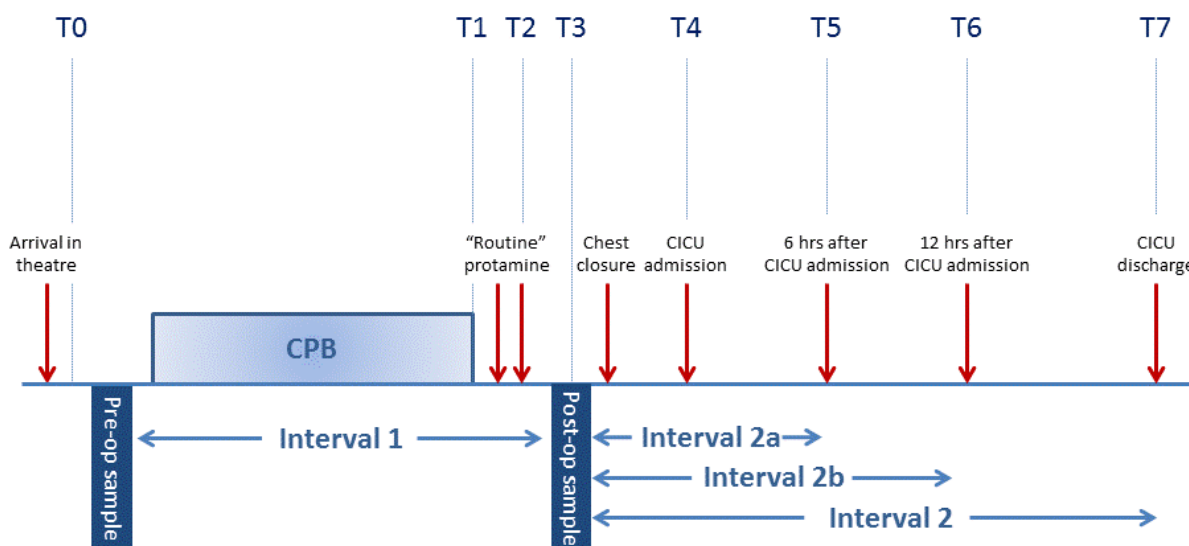 T0 T1 T2 T3 T4 T5 T6 T7
Arrival in
theatre
“Routine”
protamine
Chest
closure
CICU
admission
6 hrs after
CICU admission
12 hrs after
CICU admission
CICU
discharge
CPB
Pre-op sample
Interval 1
Post-op sample
Interval 2a
Interval 2b
Interval 2